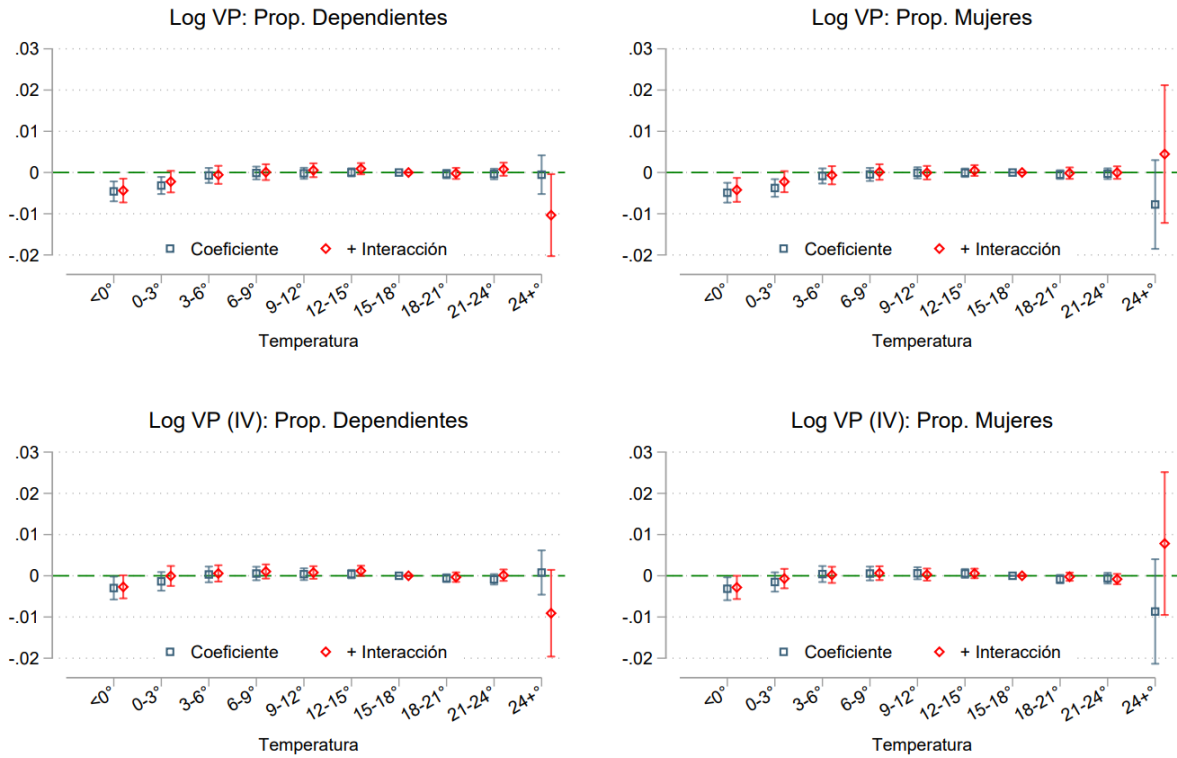 Log VP: Prop. Dependientes
.03
.02
.01
0
-.01
-.02
Coeficiente + Interacción
<0° 0-3° 3-6° 6-9° 9-12° 12-15° 15-18° 18-21° 21-24° 24+°
Temperatura
Log VP: Prop. Mujeres
.03
.02
.01
0
-.01
-.02
Coeficiente + Interacción
<0° 0-3° 3-6° 6-9° 9-12° 12-15° 15-18° 18-21° 21-24° 24+°
Temperatura
Log VP (IV): Prop. Dependientes
.03
.02
.01
0
-.01
-.02
Coeficiente + Interacción
<0° 0-3° 3-6° 6-9° 9-12° 12-15° 15-18° 18-21° 21-24° 24+°
Temperatura
Log VP (IV): Prop. Mujeres
.03
.02
.01
0
-.01
-.02
Coeficiente + Interacción
<0° 0-3° 3-6° 6-9° 9-12° 12-15° 15-18° 18-21° 21-24° 24+°
Temperatura